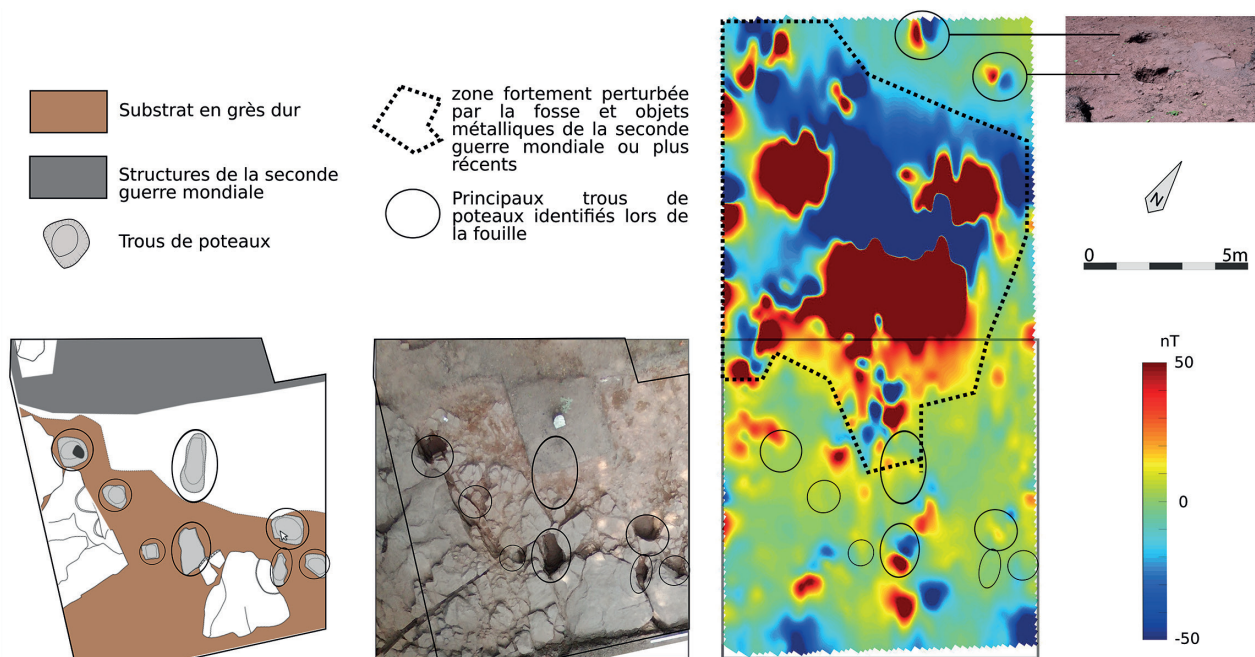 Substrat en grès dur
Structures de la seconde
guerre mondiale
Trous de poteaux
zone fortement perturbée
par la fosse et objets
métalliques de la seconde
guerre mondiale ou plus
récents
Principaux trous de
poteaux identifiés lors de
la fouille
N
0 5m
nT
50
0
-50